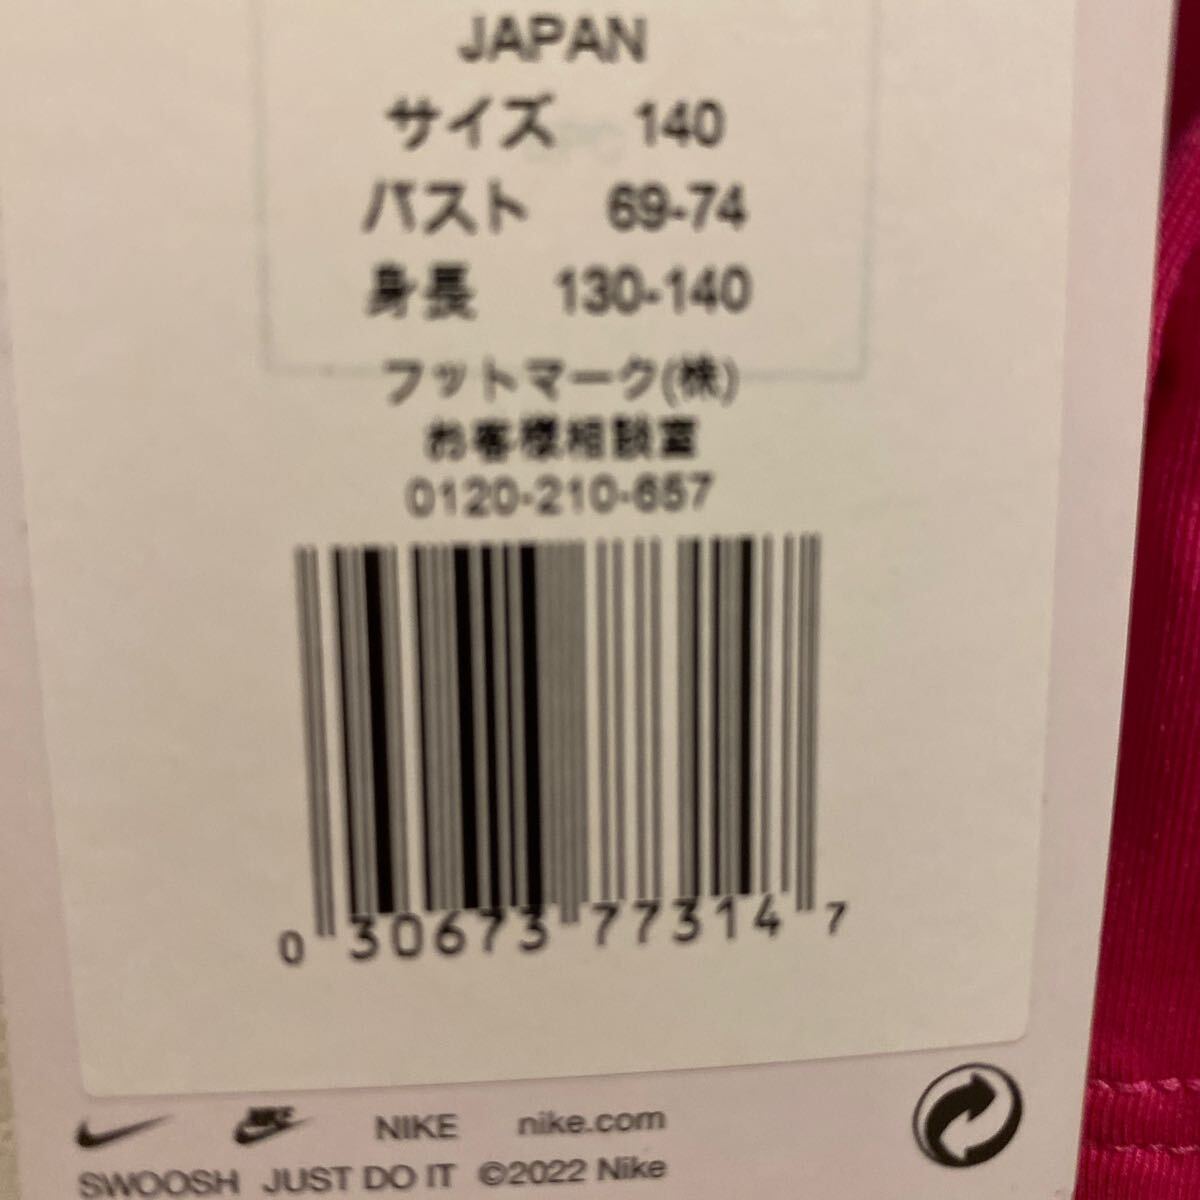 JAPAN
サイズ 140
バスト 69-74
身長 130-140
フットマーク(株)
お客様相談室
0120-210-657
0 30673 77314 7
NIKE nike.com
SWOOSH JUST DO IT ©2022 Nike